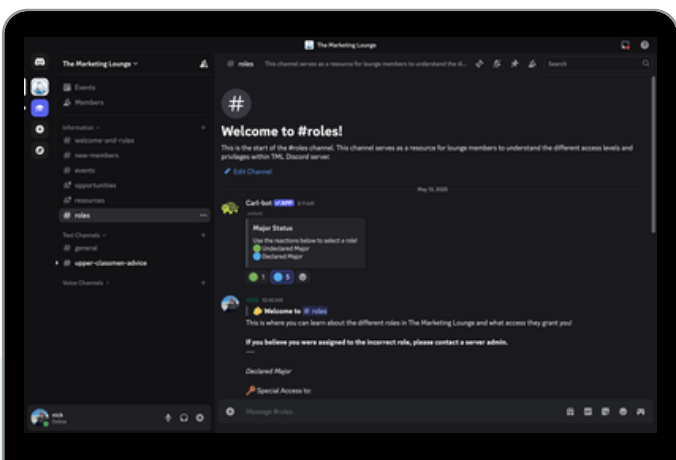 The Marketing Lounge
The Marketing Lounge
Events
Members
Information
# welcome-and-rules
# new-members
# events
opportunities
resources
# roles
Text Channels
# general
# upper-classmen-advice
Voice Channels
nick
Online
# roles This channel serves as a resource for lounge members to understand the di... Search
#
Welcome to #roles!
This is the start of the #roles channel. This channel serves as a resource for lounge members to understand the different access levels and
privileges within TML Discord server.
Edit Channel
May 15, 2025
Carl-bot ✓APP 8:11 AM
Major Status
Use the reactions below to select a role!
Undeclared Major
Declared Major
1 5
nick 10:45 AM
Welcome to # roles
This is where you can learn about the different roles in The Marketing Lounge and what access they grant you!
If you believe you were assigned to the incorrect role, please contact a server admin.
Declared Major
Special Access to:
Message #roles